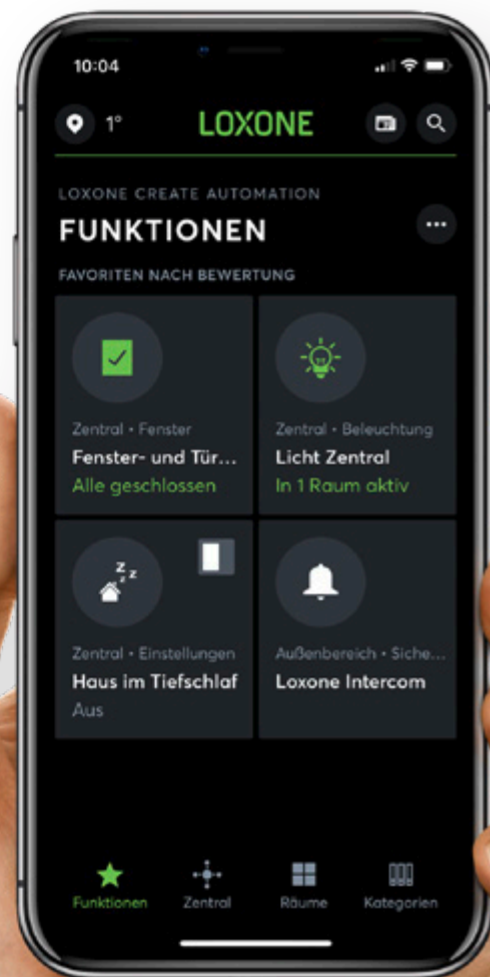 10:04
1°
LOXONE
LOXONE CREATE AUTOMATION
FUNKTIONEN
FAVORITEN NACH BEWERTUNG
Zentral • Fenster
Fenster- und Tür...
Alle geschlossen
Zentral • Beleuchtung
Licht Zentral
In 1 Raum aktiv
z z z
Zentral • Einstellungen
Haus im Tiefschlaf
Aus
Außenbereich • Siche...
Loxone Intercom
Funktionen
Zentral
Räume
Kategorien